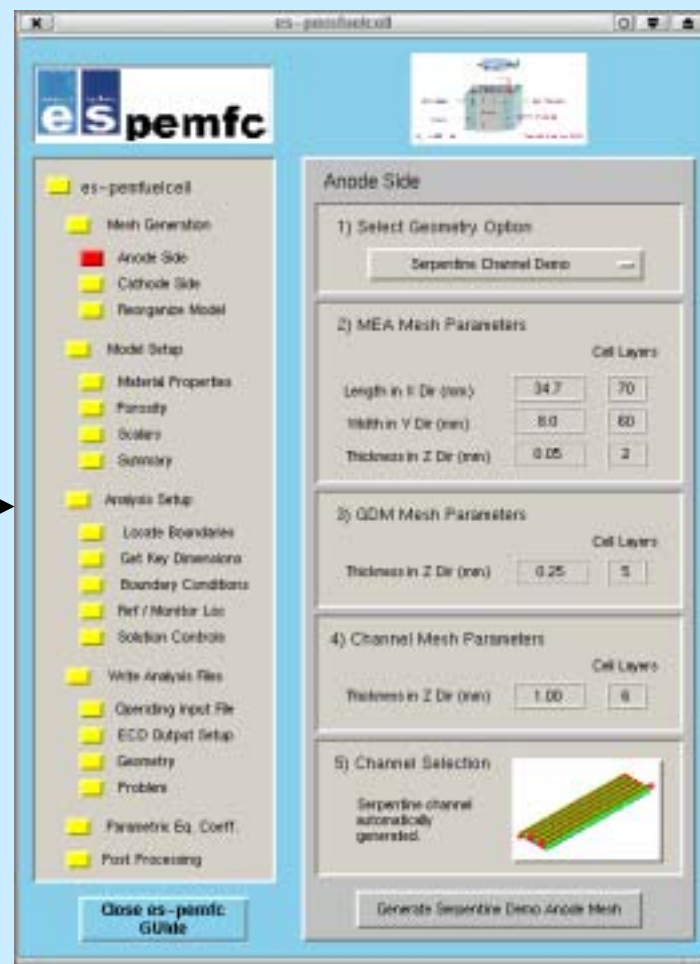 es-pemfuelcell
es pemfc
es-pemfuelcell
Mesh Generation
Anode Side
Cathode Side
Reorganize Model
Model Setup
Material Properties
Porosity
Scalars
Summary
Analysis Setup
Locate Boundaries
Get Key Dimensions
Boundary Conditions
Ref / Monitor Loc
Solution Controls
Write Analysis Files
Operating Input File
ECD Output Setup
Geometry
Problem
Parametric Eq. Coeff.
Post Processing
Close es-pemfc
GUIde
Anode Side
1) Select Geometry Option
Serpentine Channel Demo
2) MEA Mesh Parameters
Cell Layers
Length in X Dir (mm) 34.7 70
Width in Y Dir (mm) 8.0 60
Thickness in Z Dir (mm) 0.05 2
3) GDM Mesh Parameters
Cell Layers
Thickness in Z Dir (mm) 0.25 5
4) Channel Mesh Parameters
Cell Layers
Thickness in Z Dir (mm) 1.00 6
5) Channel Selection
Serpentine channel
automatically
generated.
Generate Serpentine Demo Anode Mesh